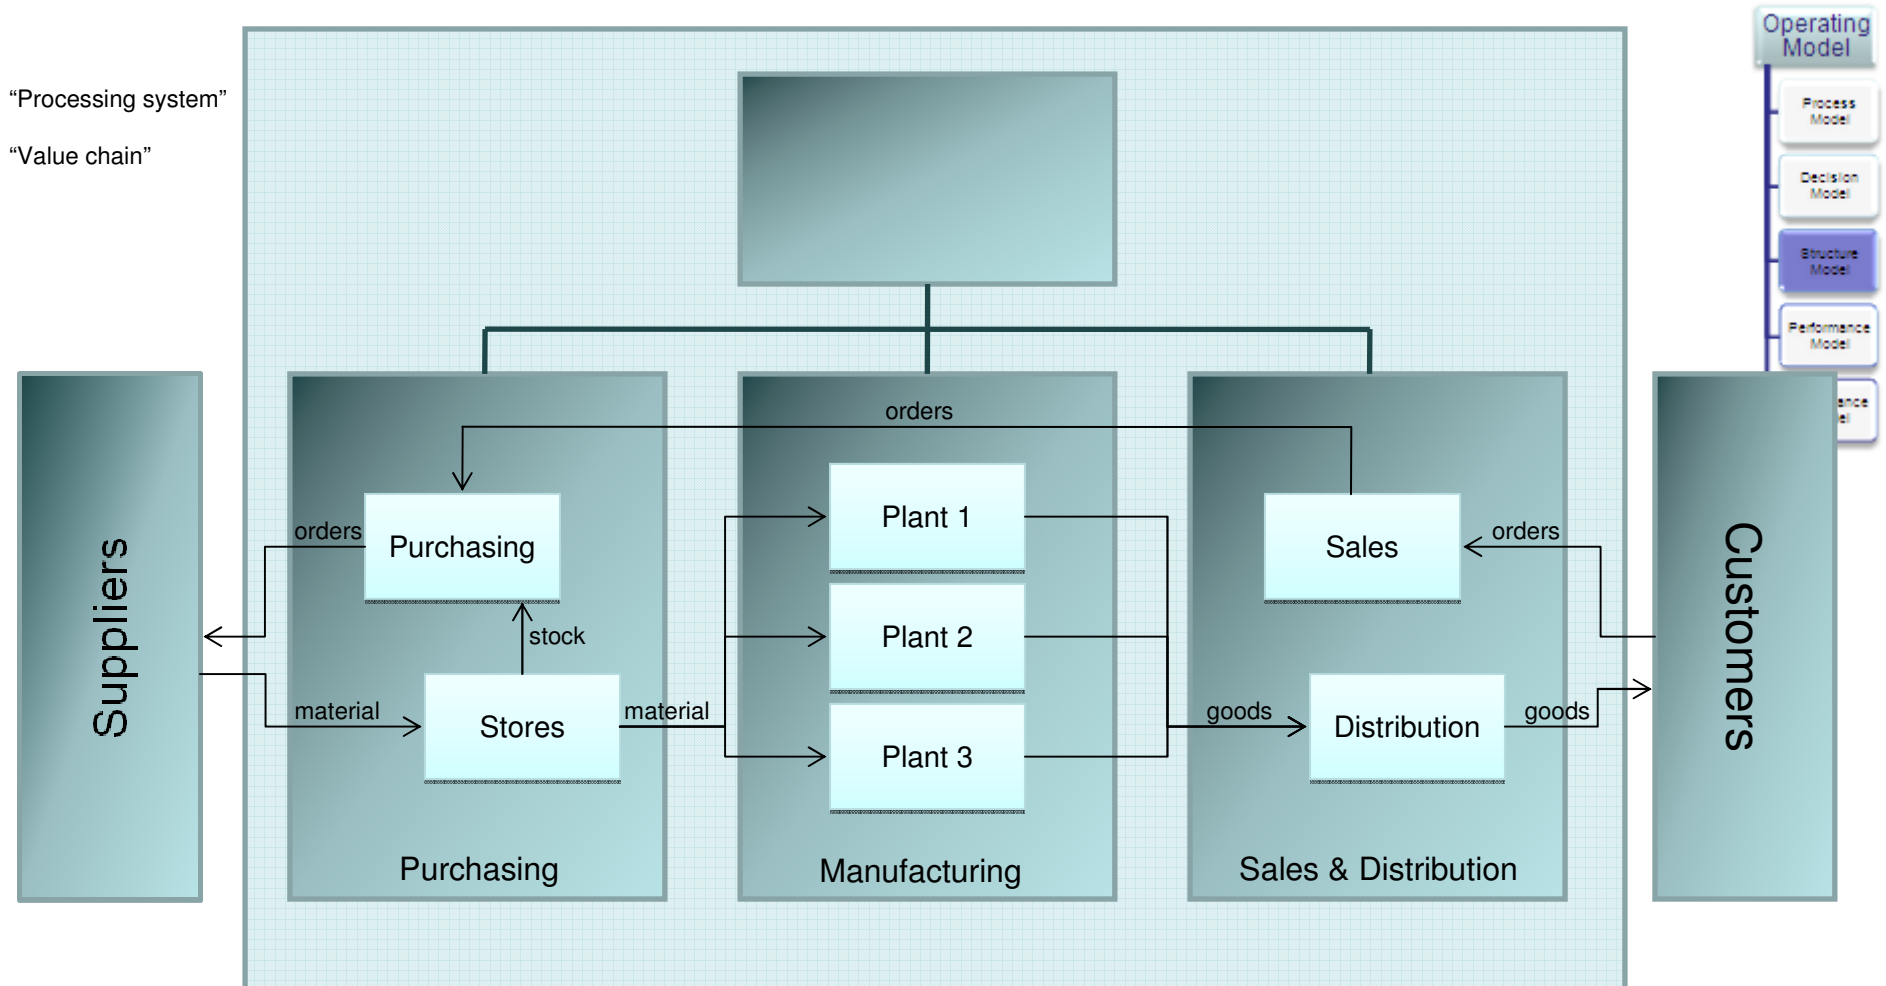 Operating
Model
“Processing system”
“Value chain”
Process
Model
Decision
Model
Structure
Model
Performance
Model
orders
Suppliers
orders
Purchasing
stock
material
Stores
material
Plant 1
Plant 2
Plant 3
Sales
orders
goods
Distribution
goods
Customers
Purchasing
Manufacturing
Sales & Distribution